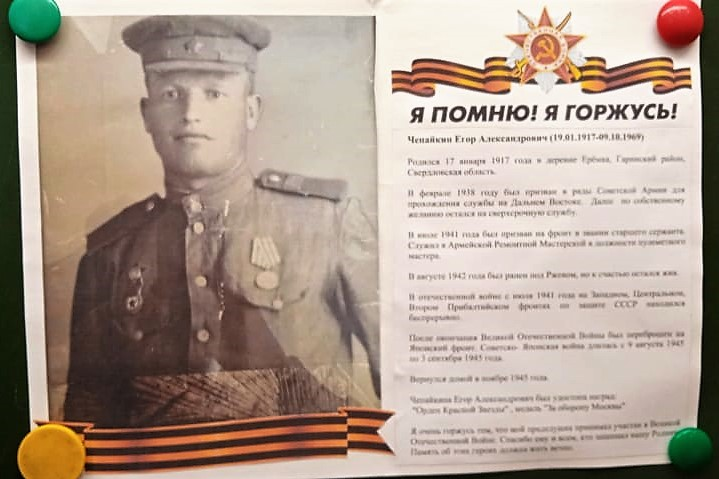 Я ПОМНЮ! Я ГОРЖУСЬ!
Чепайкин Егор Александрович (19.01.1917-09.10.1969)
Родился 17 января 1917 года в деревне Ерёмка, Гаринский район,
Свердловская область.
В феврале 1938 году был призван в ряды Советской Армии для
прохождения службы на Дальнем Востоке. Далее по собственному
желанию остался на сверхсрочную службу.
В июле 1941 года был призван на фронт в звании старшего сержанта.
Служил в Армейской Ремонтной Мастерской в должности пулеметного
мастера.
В августе 1942 года был ранен под Ржевом, но к счастью остался жив.
В отечественной войне с июля 1941 года на Западном, Центральном,
Втором Прибалтийском фронтах по защите СССР находился
беспрерывно.
После окончания Великой Отечественной Войны был переброшен на
Японский фронт. Советско- Японская война длилась с 9 августа 1945
по 3 сентября 1945 года.
Вернулся домой в ноябре 1945 года.
Чепайкин Егор Александрович был удостоен наград:
"Орден Красной Звезды" , медаль "За оборону Москвы"
Я очень горжусь тем, что мой прадедушка принимал участие в Великой
Отечественной Войне. Спасибо ему и всем, кто защищал нашу Родину.
Память об этих героях должна жить вечно.